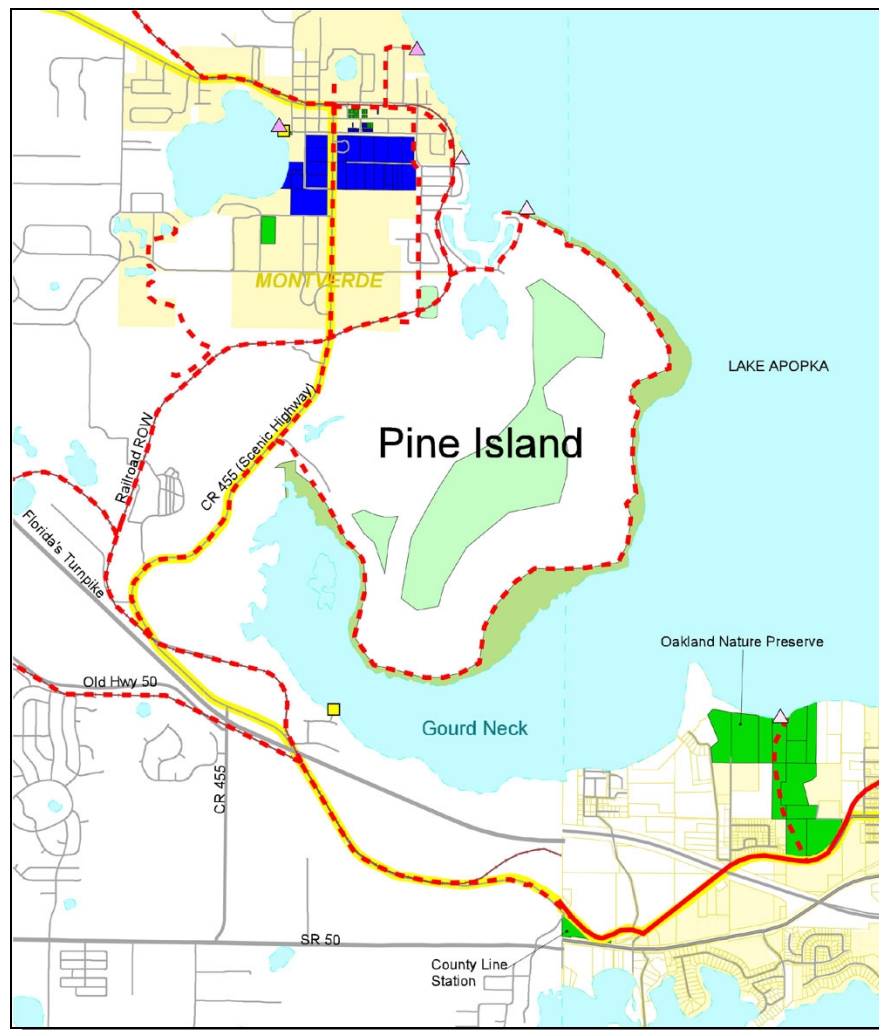 MONTVERDE
LAKE APOPKA
Pine Island
CR 455 (Scenic Highway)
Railroad ROW
Florida's Turnpike
Oakland Nature Preserve
Old Hwy 50
Gourd Neck
CR 455
SR 50
County Line
Station